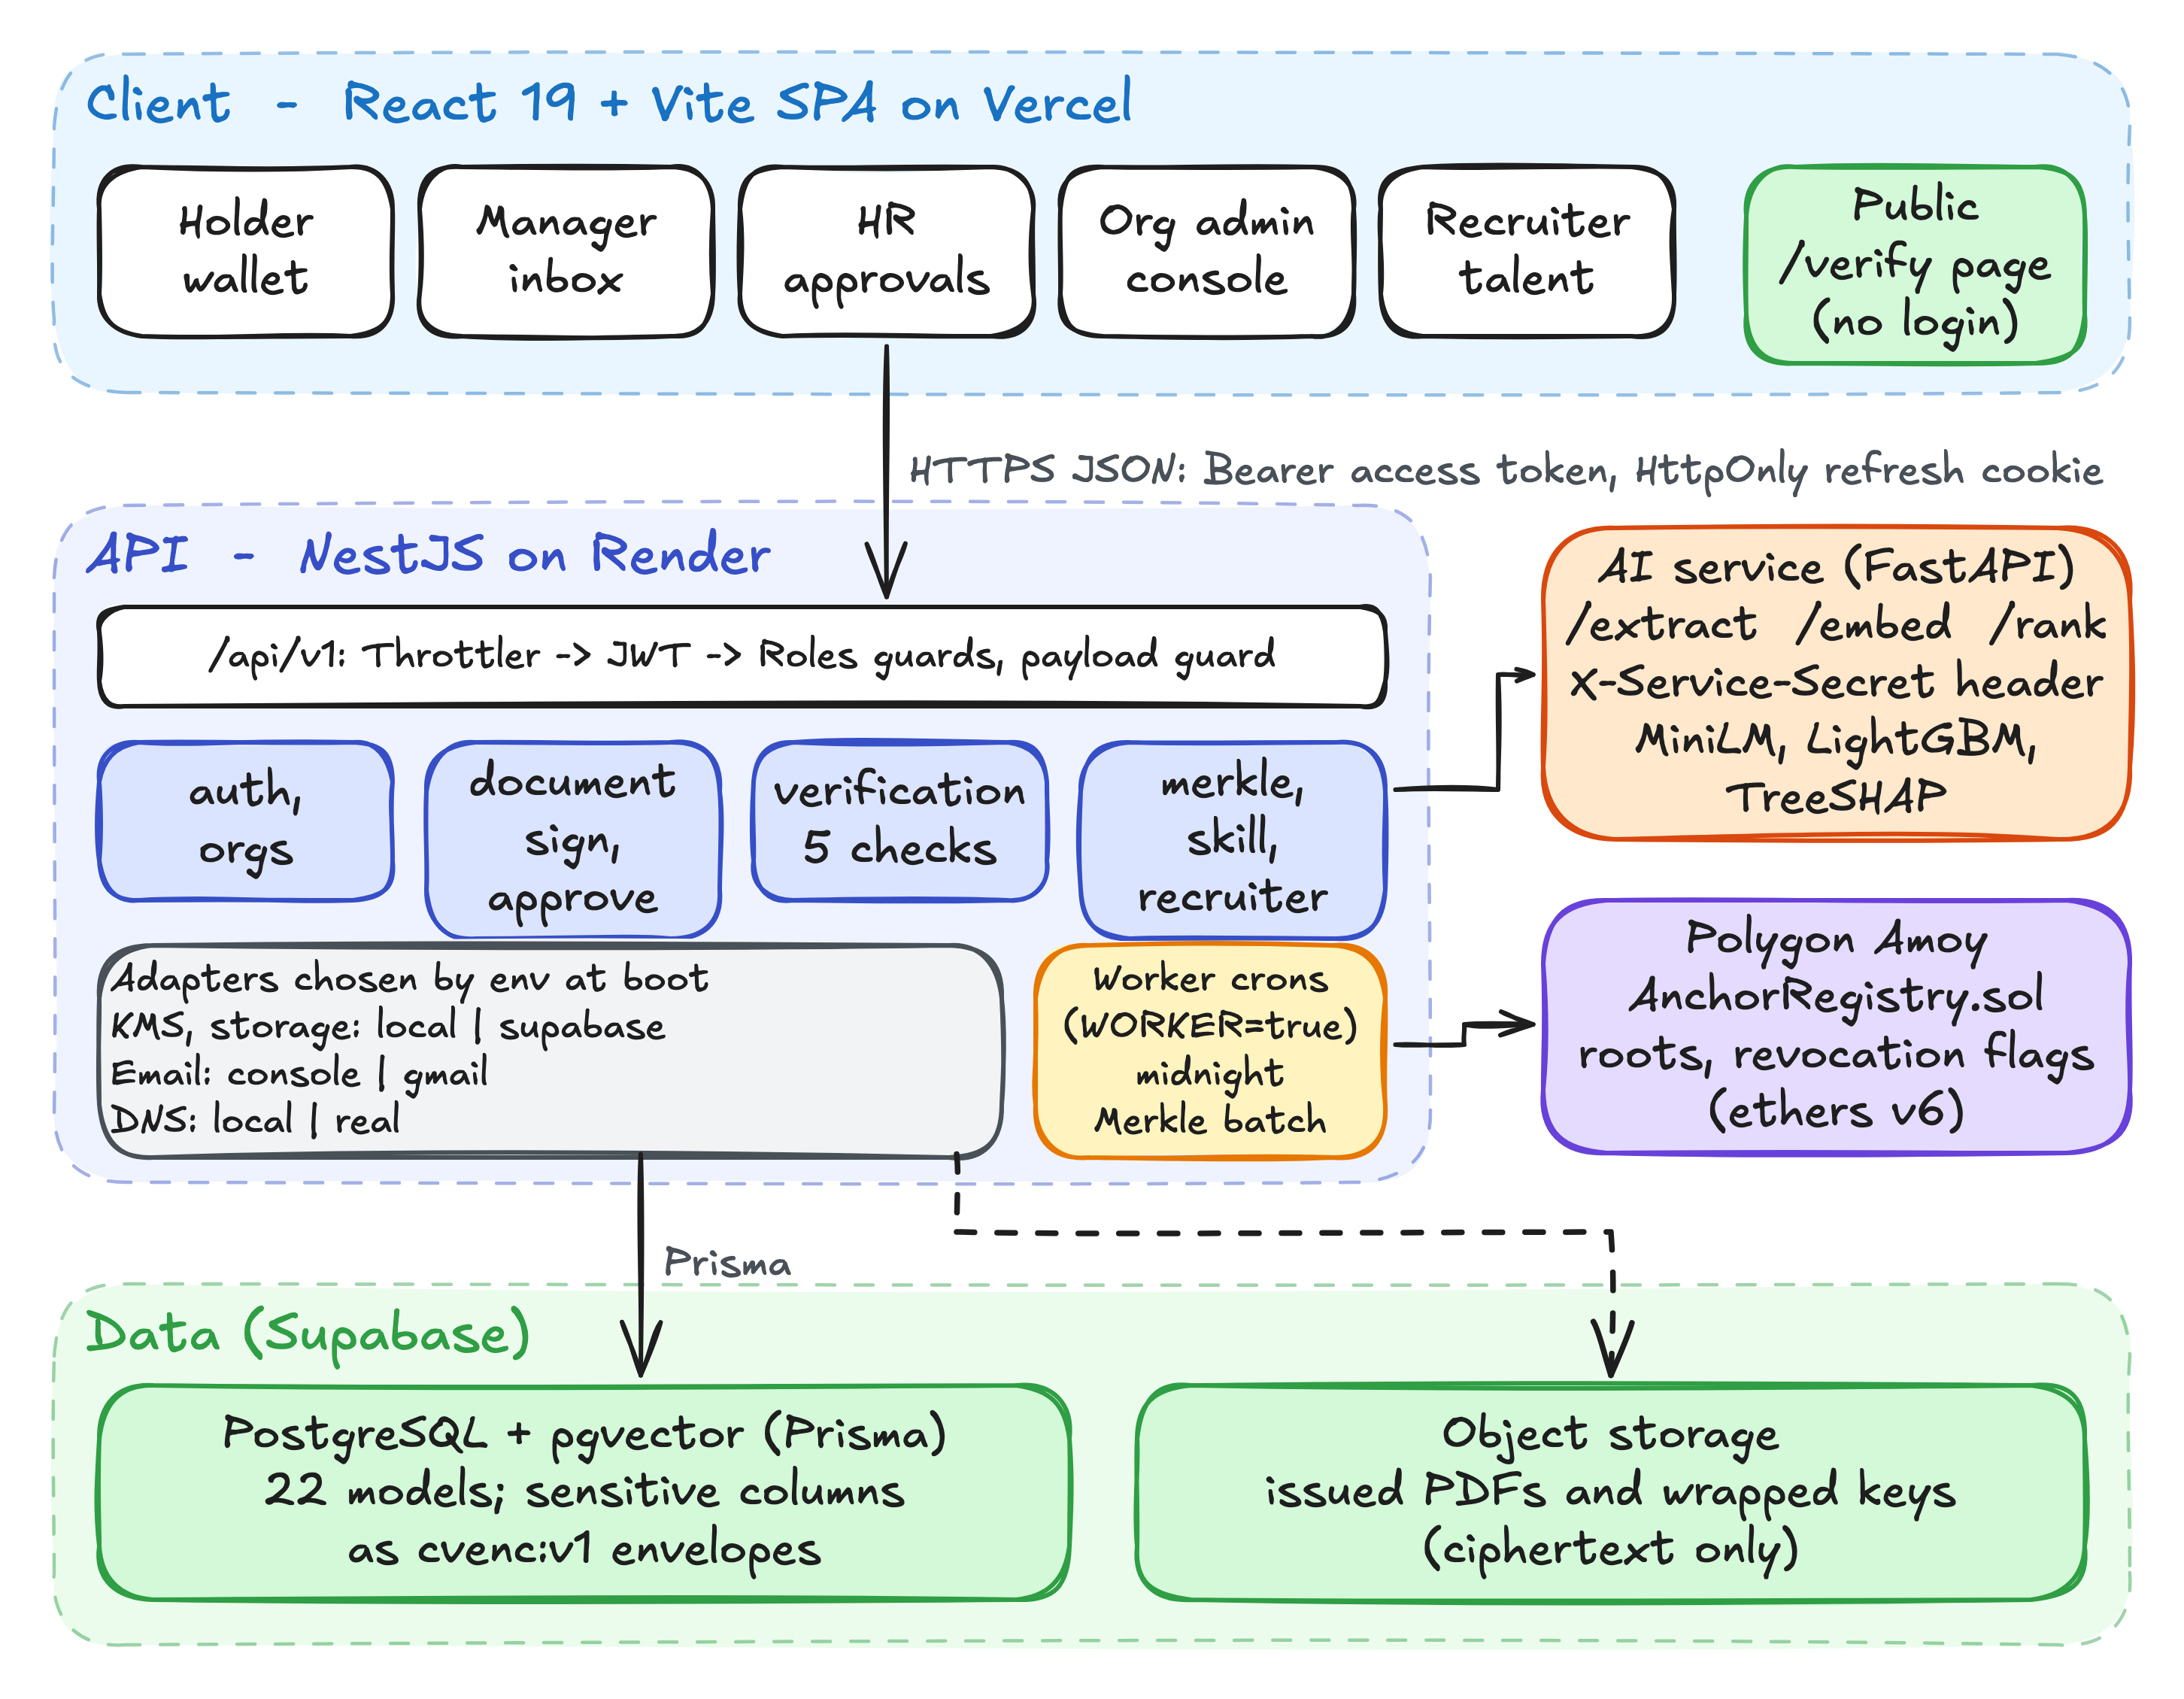 Client - React 19 + Vite SPA on Vercel
Holder
wallet
Manager
inbox
HR
approvals
Org admin
console
Recruiter
talent
Public
/verify page
(no login)
HTTPS JSON: Bearer access token, HttpOnly refresh cookie
API - NestJS on Render
/api/v1: Throttler -> JWT -> Roles guards, payload guard
auth,
orgs
document
sign,
approve
verification
5 checks
merkle,
skill,
recruiter
AI service (FastAPI)
/extract /embed /rank
X-Service-Secret header
MiniLM, LightGBM,
TreeSHAP
Adapters chosen by env at boot
KMS, storage: local | supabase
Email: console | gmail
DNS: local | real
Worker crons
(WORKER=true)
midnight
Merkle batch
Polygon Amoy
AnchorRegistry.sol
roots, revocation flags
(ethers v6)
Prisma
Data (Supabase)
PostgreSQL + pgvector (Prisma)
22 models; sensitive columns
as cvenc:v1 envelopes
Object storage
issued PDFs and wrapped keys
(ciphertext only)